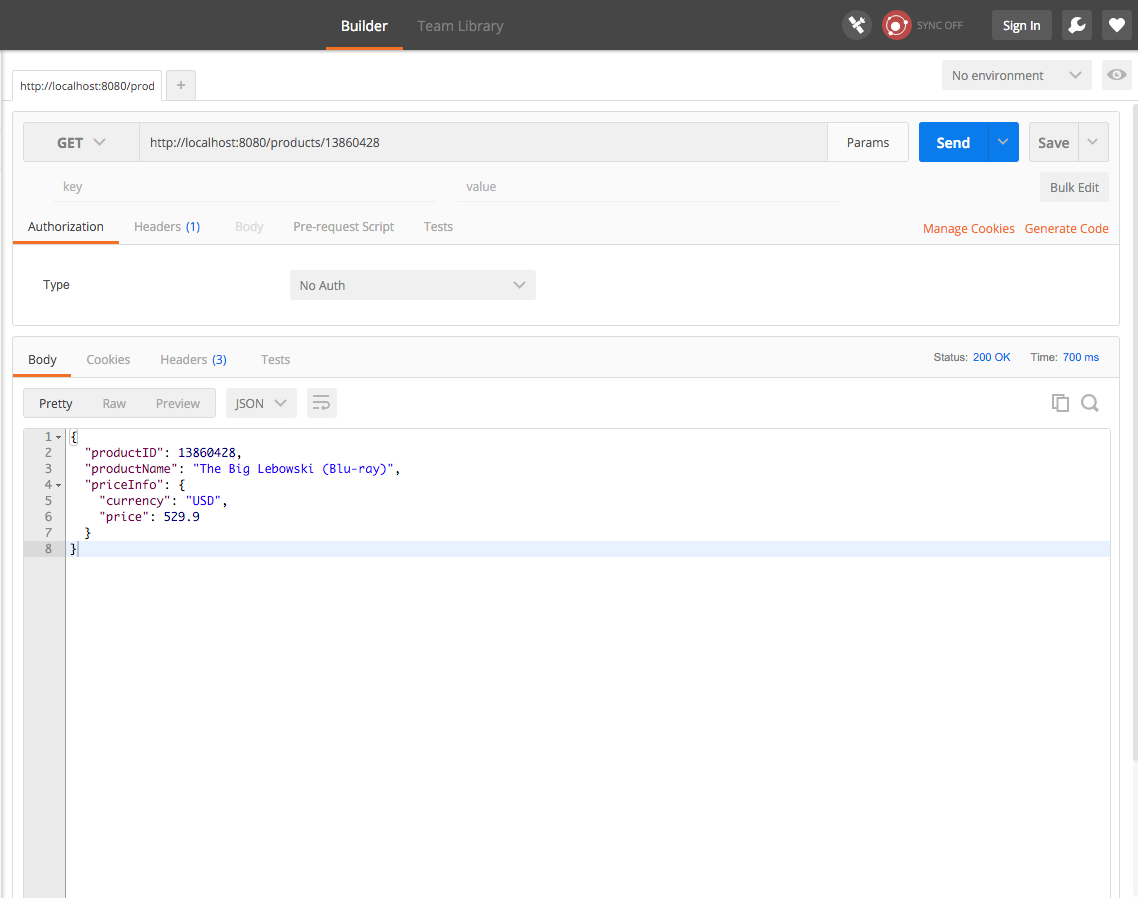 Builder Team Library SYNC OFF Sign In
http://localhost:8080/prod + No environment
GET http://localhost:8080/products/13860428 Params Send Save
key value Bulk Edit
Authorization Headers (1) Body Pre-request Script Tests Manage Cookies Generate Code
Type No Auth
Body Cookies Headers (3) Tests Status: 200 OK Time: 700 ms
Pretty Raw Preview JSON
1 {
2 "productID": 13860428,
3 "productName": "The Big Lebowski (Blu-ray)",
4 "priceInfo": {
5 "currency": "USD",
6 "price": 529.9
7 }
8 }